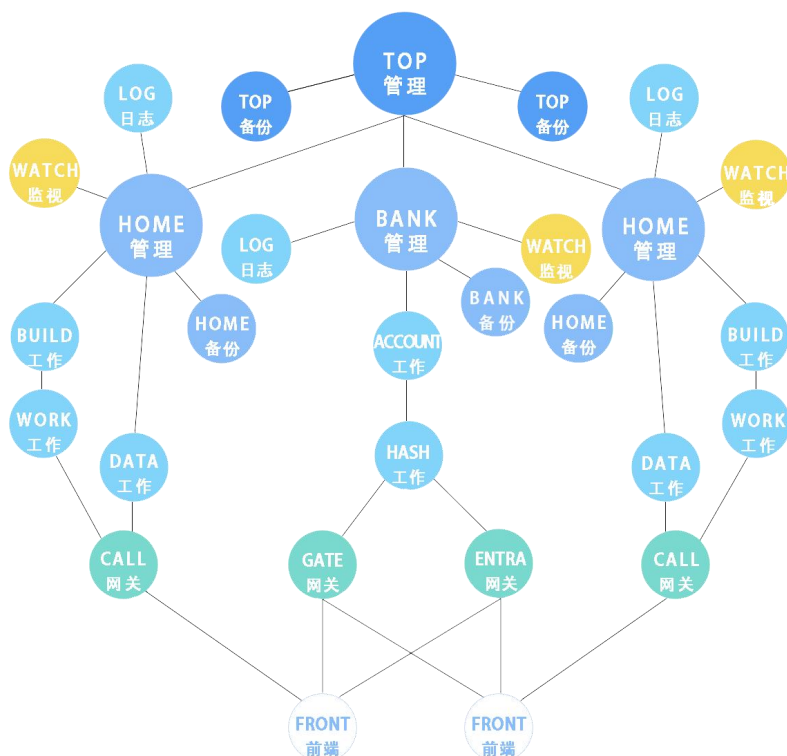 TOP
管理
LOG
日志
TOP
备份
TOP
备份
LOG
日志
WATCH
监视
HOME
管理
BANK
管理
HOME
管理
WATCH
监视
LOG
日志
WATCH
监视
BANK
备份
HOME
备份
HOME
备份
BUILD
工作
ACCOUNT
工作
BUILD
工作
WORK
工作
WORK
工作
DATA
工作
HASH
工作
DATA
工作
CALL
网关
GATE
网关
ENTRA
网关
CALL
网关
FRONT
前端
FRONT
前端